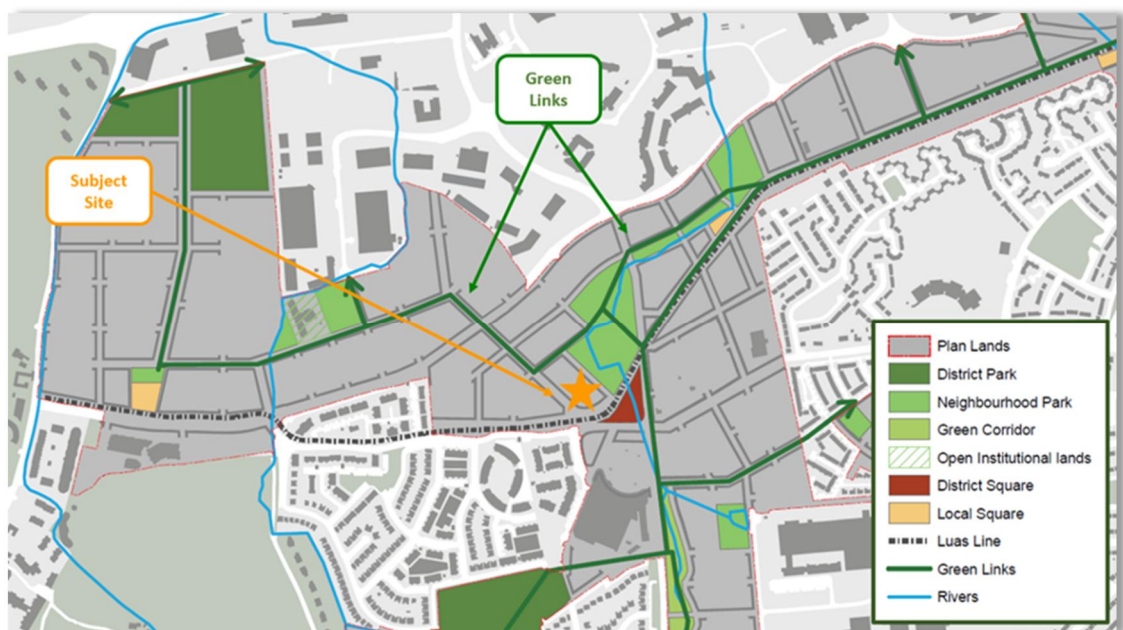 Green
Links
Subject
Site
Plan Lands
District Park
Neighbourhood Park
Green Corridor
Open Institutional lands
District Square
Local Square
Luas Line
Green Links
Rivers